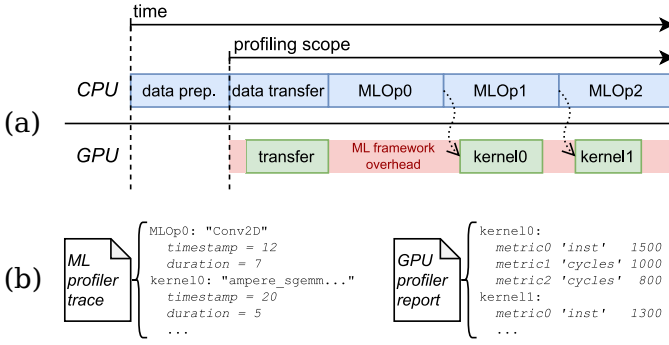 time
profiling scope
CPU
data prep.
data transfer
MLOp0
MLOp1
MLOp2
(a)
GPU
transfer
ML framework
overhead
kernel0
kernel1
(b)
ML
profiler
trace
MLOp0: "Conv2D"
timestamp = 12
duration = 7
kernel0: "ampere_sgemm..."
timestamp = 20
duration = 5
...
GPU
profiler
report
kernel0:
metric0 'inst' 1500
metric1 'cycles' 1000
metric2 'cycles' 800
kernel1:
metric0 'inst' 1300
...